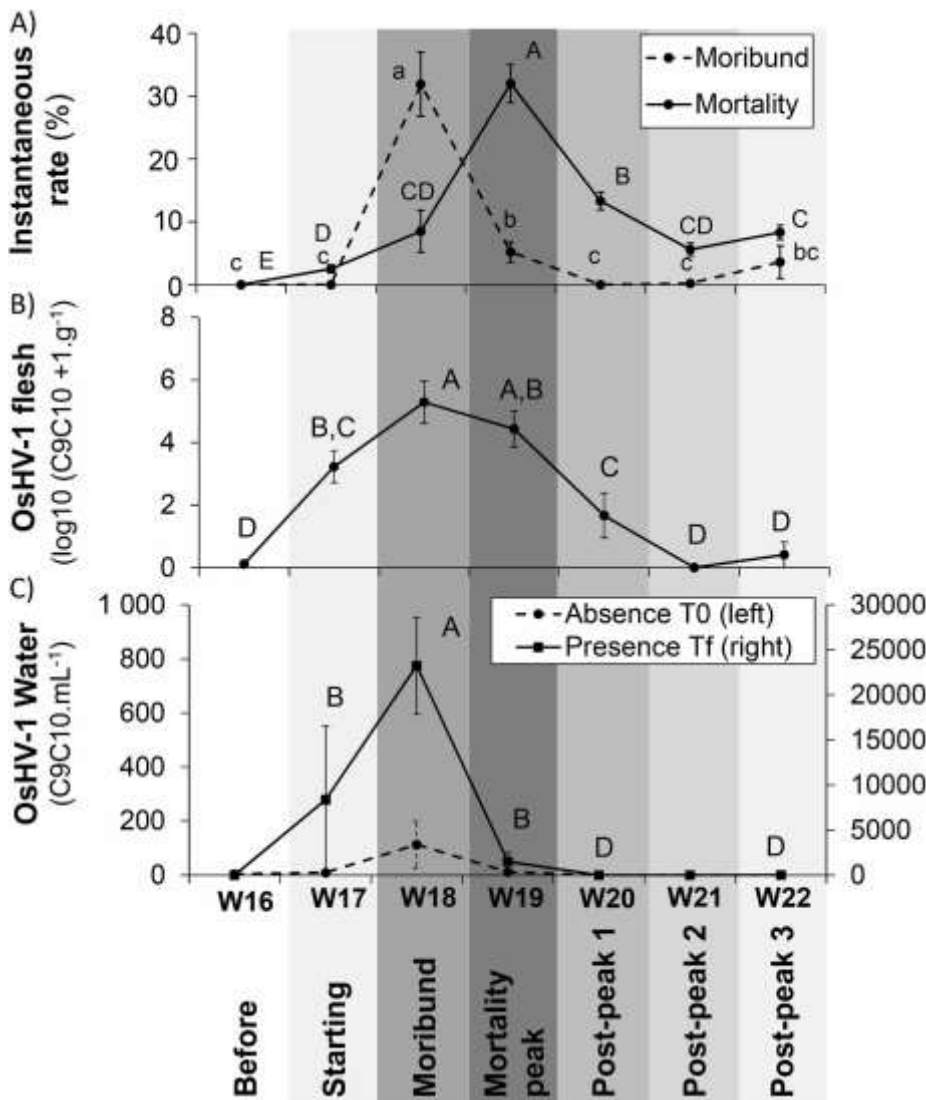 A)
Instantaneous
rate (%)
40
30
20
10
0
Moribund
Mortality
a
A
CD
b
B
D
c
c
E
c
CD
c
C
bc
B)
OsHV-1 flesh
(log10 (C9C10 +1.g⁻¹)
8
6
4
2
0
D
B,C
A
A,B
C
D
D
C)
OsHV-1 Water
(C9C10.mL⁻¹)
1 000
800
600
400
200
0
Absence T0 (left)
Presence Tf (right)
30000
25000
20000
15000
10000
5000
0
B
A
B
D
D
W16 W17 W18 W19 W20 W21 W22
Before
Starting
Moribund
Mortality
peak
Post-peak 1
Post-peak 2
Post-peak 3